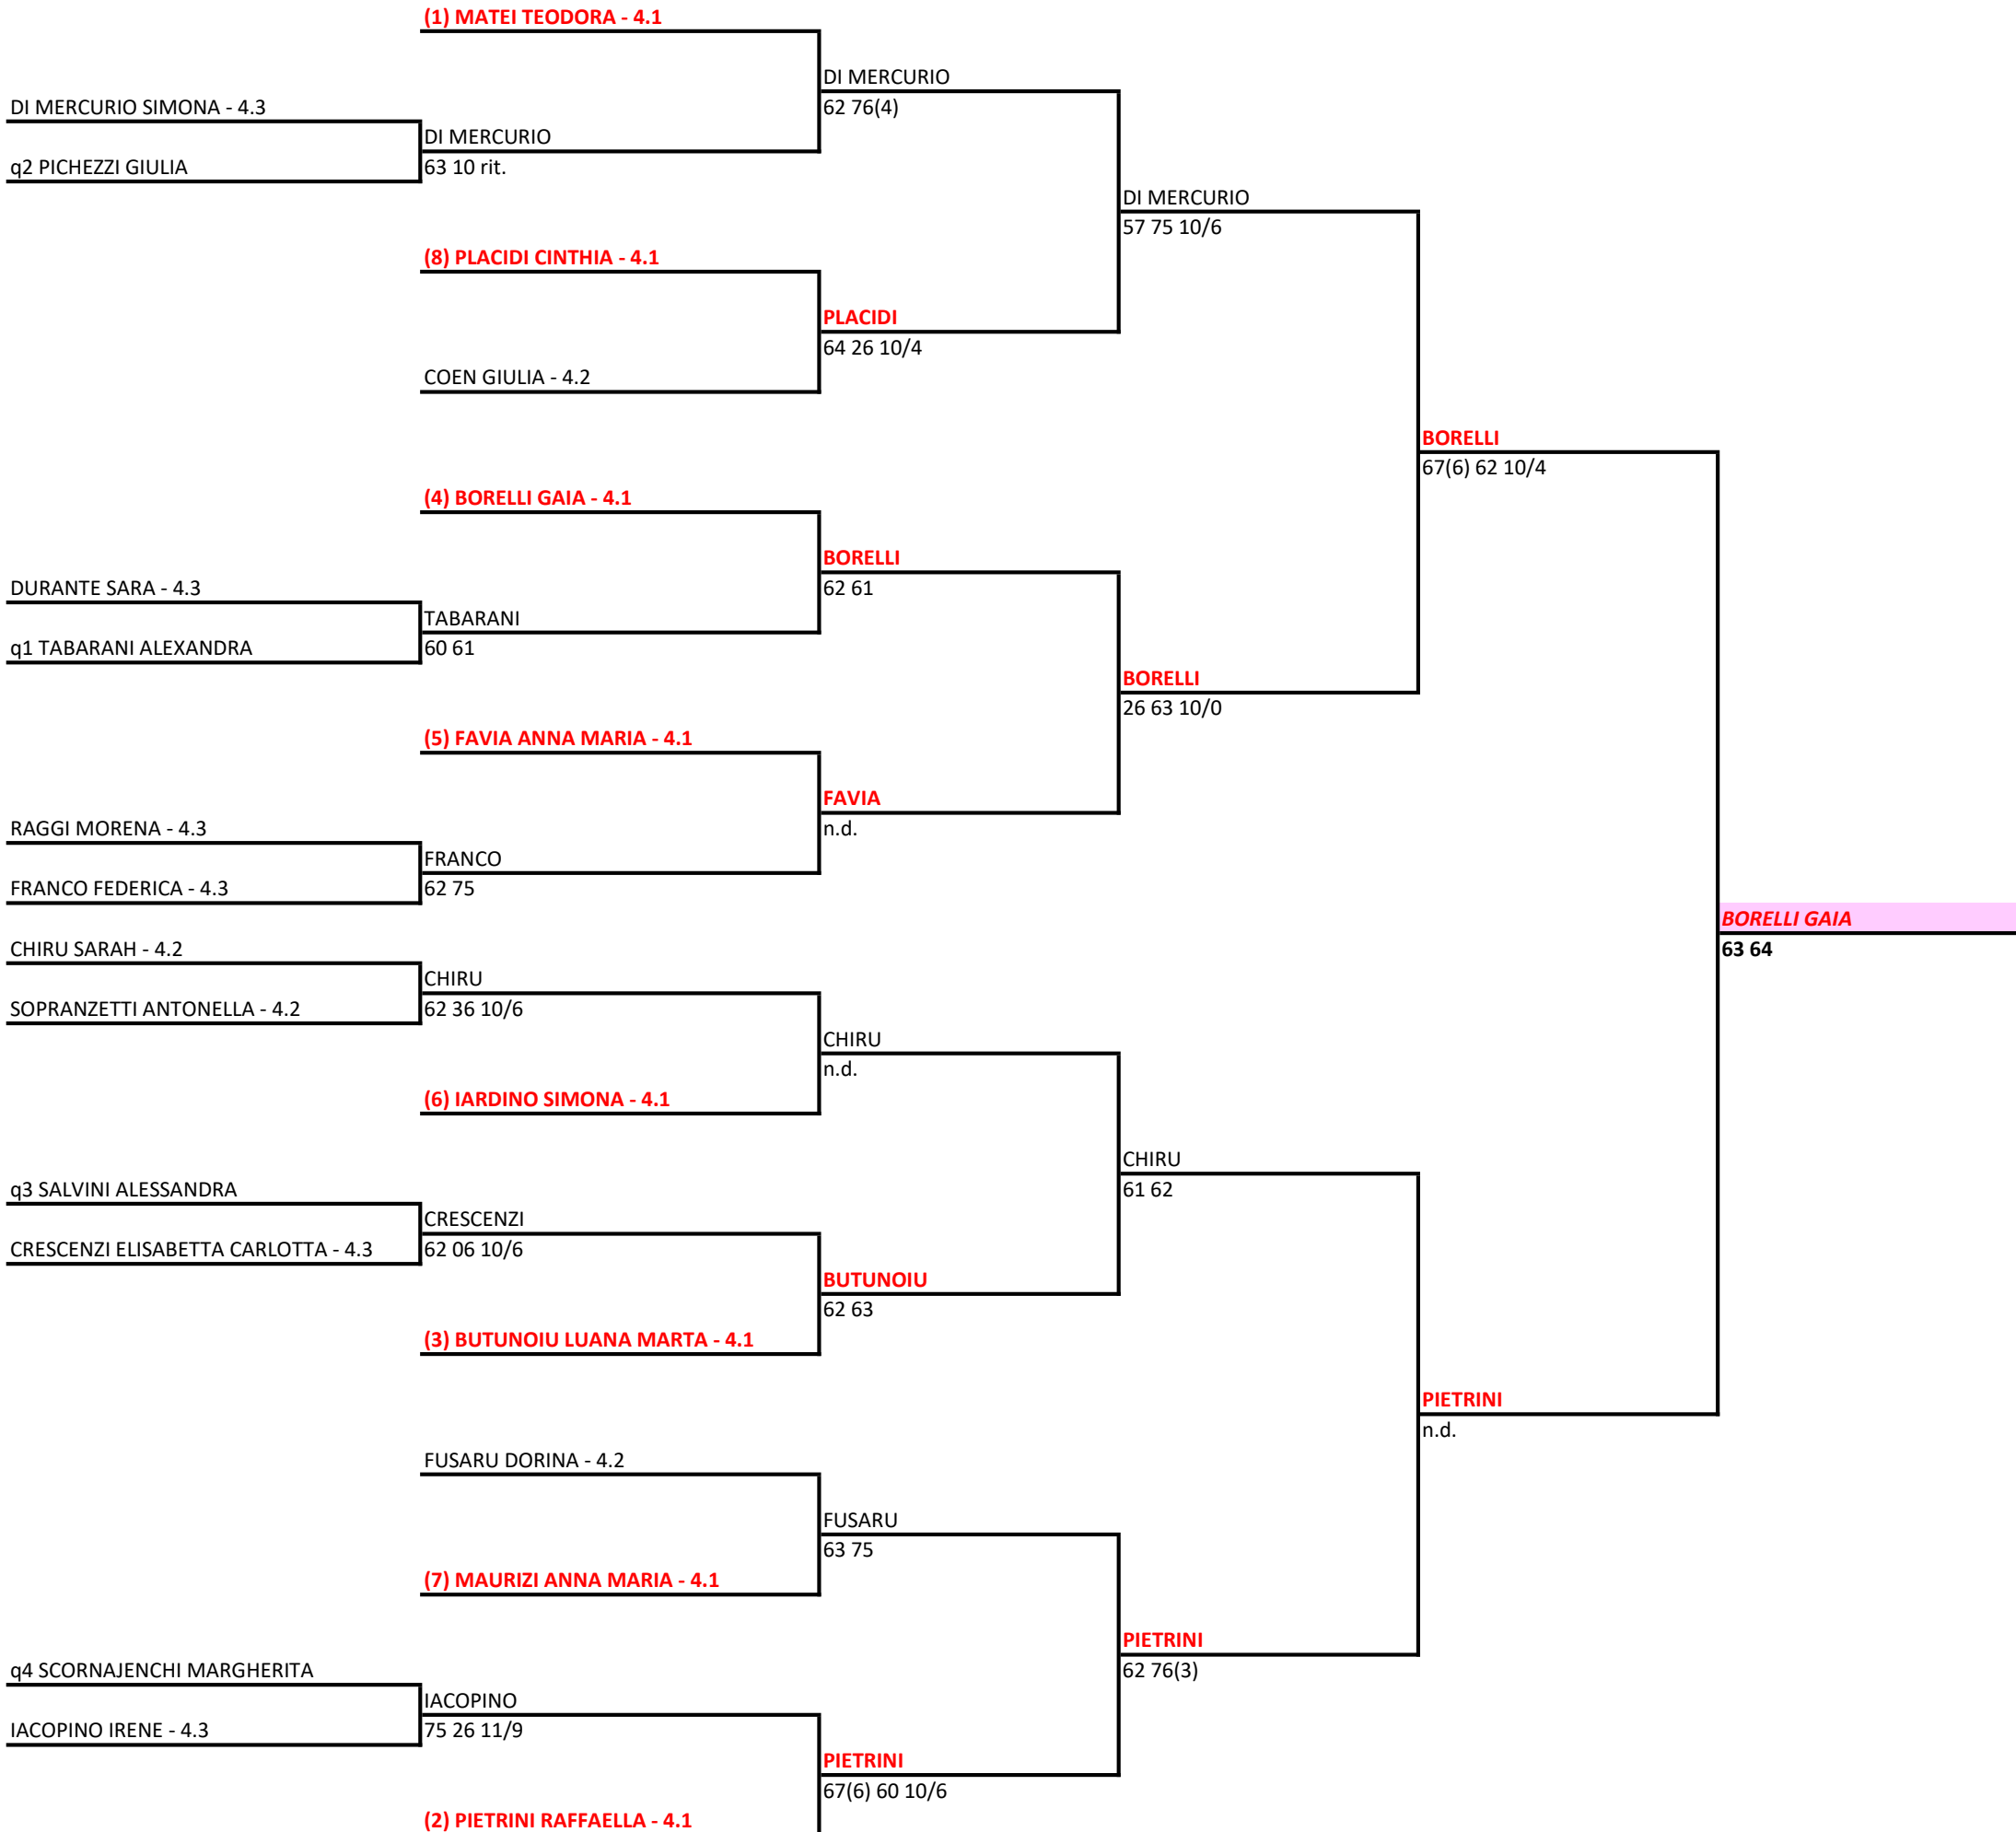 (1) MATEI TEODORA - 4.1
DI MERCURIO
DI MERCURIO SIMONA - 4.3
62 76(4)
DI MERCURIO
q2 PICHEZZI GIULIA
63 10 rit.
DI MERCURIO
57 75 10/6
(8) PLACIDI CINTHIA - 4.1
PLACIDI
64 26 10/4
COEN GIULIA - 4.2
BORELLI
67(6) 62 10/4
(4) BORELLI GAIA - 4.1
BORELLI
DURANTE SARA - 4.3
62 61
TABARANI
q1 TABARANI ALEXANDRA
60 61
BORELLI
26 63 10/0
(5) FAVIA ANNA MARIA - 4.1
FAVIA
RAGGI MORENA - 4.3
n.d.
FRANCO
FRANCO FEDERICA - 4.3
62 75
BORELLI GAIA
CHIRU SARAH - 4.2
63 64
CHIRU
SOPRANZETTI ANTONELLA - 4.2
62 36 10/6
CHIRU
n.d.
(6) IARDINO SIMONA - 4.1
CHIRU
q3 SALVINI ALESSANDRA
61 62
CRESCENZI
CRESCENZI ELISABETTA CARLOTTA - 4.3
62 06 10/6
BUTUNOIU
62 63
(3) BUTUNOIU LUANA MARTA - 4.1
PIETRINI
n.d.
FUSARU DORINA - 4.2
FUSARU
63 75
(7) MAURIZI ANNA MARIA - 4.1
PIETRINI
q4 SCORNAJENCHI MARGHERITA
62 76(3)
IACOPINO
IACOPINO IRENE - 4.3
75 26 11/9
PIETRINI
67(6) 60 10/6
(2) PIETRINI RAFFAELLA - 4.1